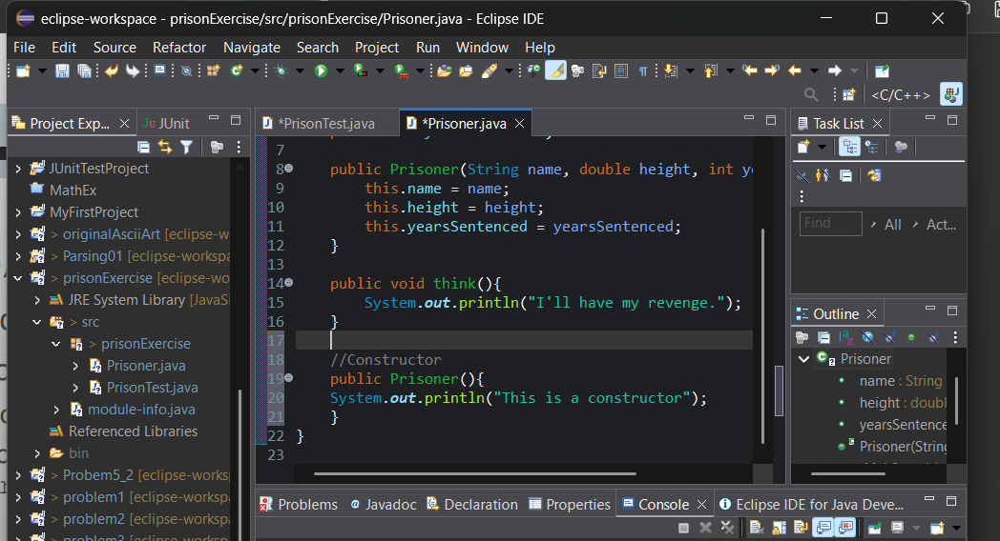 eclipse-workspace - prisonExercise/src/prisonExercise/Prisoner.java - Eclipse IDE
File Edit Source Refactor Navigate Search Project Run Window Help
<C/C++>
Project Exp... JUnit
JUnitTestProject
MathEx
MyFirstProject
> originalAsciiArt [eclipse-w
> Parsing01 [eclipse-workspa
> prisonExercise [eclipse-wo
JRE System Library [JavaS
> src
> prisonExercise
Prisoner.java
PrisonTest.java
module-info.java
Referenced Libraries
bin
> Probem5_2 [eclipse-works
> problem1 [eclipse-workspa
> problem2 [eclipse-workspa
*PrisonTest.java *Prisoner.java
7
8 public Prisoner(String name, double height, int ye
9 this.name = name;
10 this.height = height;
11 this.yearsSentenced = yearsSentenced;
12 }
13
14 public void think(){
15 System.out.println("I'll have my revenge.");
16 }
17
18 //Constructor
19 public Prisoner(){
20 System.out.println("This is a constructor");
21 }
22 }
23
Task List
Find All Act...
Outline
Prisoner
name : String
height : doubl
yearsSentence
Prisoner(String
Problems Javadoc Declaration Properties Console Eclipse IDE for Java Deve...